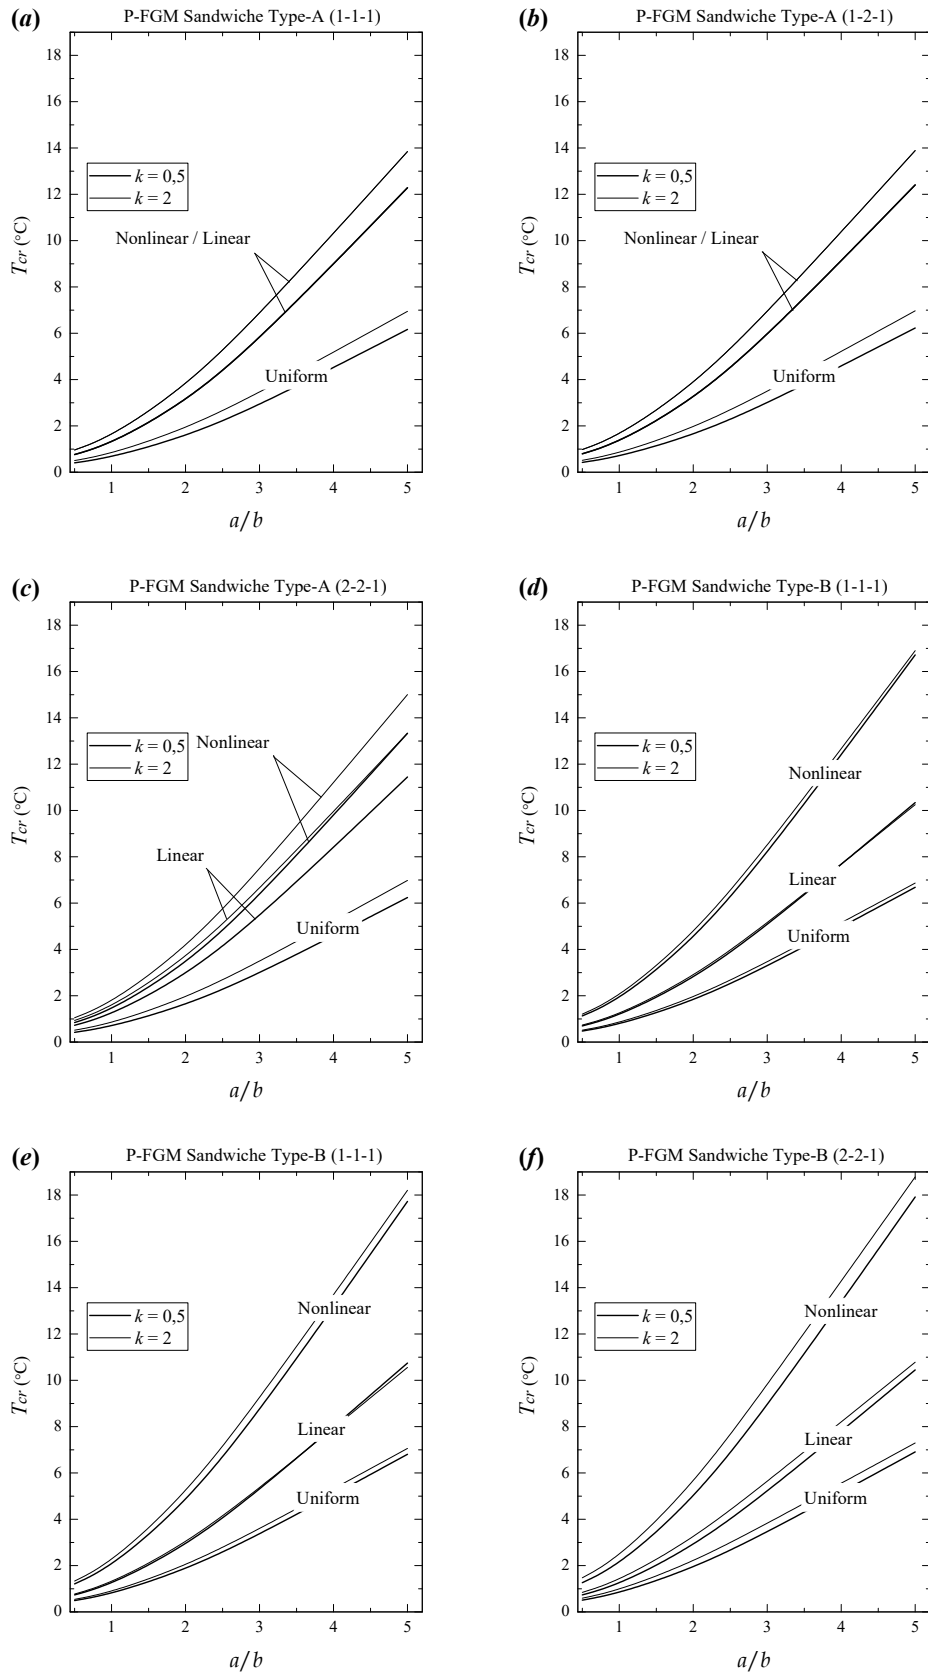 (a) P-FGM Sandwiche Type-A (1-1-1)
18
16
14
12
10
8
6
4
2
0
Tcr (°C)
k = 0,5
k = 2
Nonlinear / Linear
Uniform
1 2 3 4 5
a/b
(b) P-FGM Sandwiche Type-A (1-2-1)
18
16
14
12
10
8
6
4
2
0
Tcr (°C)
k = 0,5
k = 2
Nonlinear / Linear
Uniform
1 2 3 4 5
a/b
(c) P-FGM Sandwiche Type-A (2-2-1)
18
16
14
12
10
8
6
4
2
0
Tcr (°C)
k = 0,5
k = 2
Nonlinear
Linear
Uniform
1 2 3 4 5
a/b
(d) P-FGM Sandwiche Type-B (1-1-1)
18
16
14
12
10
8
6
4
2
0
Tcr (°C)
k = 0,5
k = 2
Nonlinear
Linear
Uniform
1 2 3 4 5
a/b
(e) P-FGM Sandwiche Type-B (1-1-1)
18
16
14
12
10
8
6
4
2
0
Tcr (°C)
k = 0,5
k = 2
Nonlinear
Linear
Uniform
1 2 3 4 5
a/b
(f) P-FGM Sandwiche Type-B (2-2-1)
18
16
14
12
10
8
6
4
2
0
Tcr (°C)
k = 0,5
k = 2
Nonlinear
Linear
Uniform
1 2 3 4 5
a/b